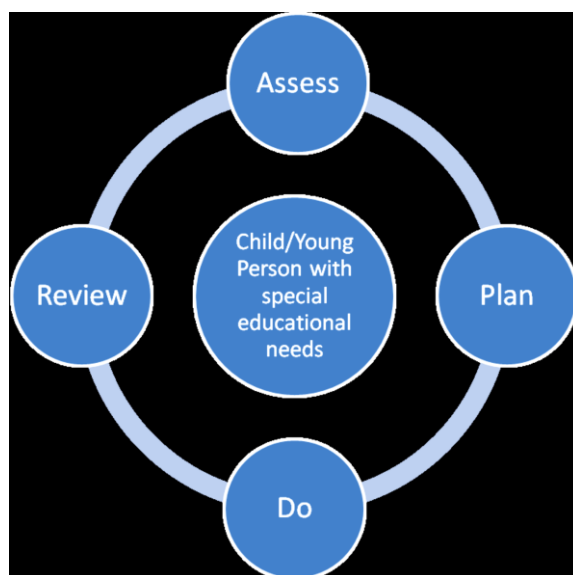 Assess
Child/Young
Person with
special
educational
needs
Review
Plan
Do